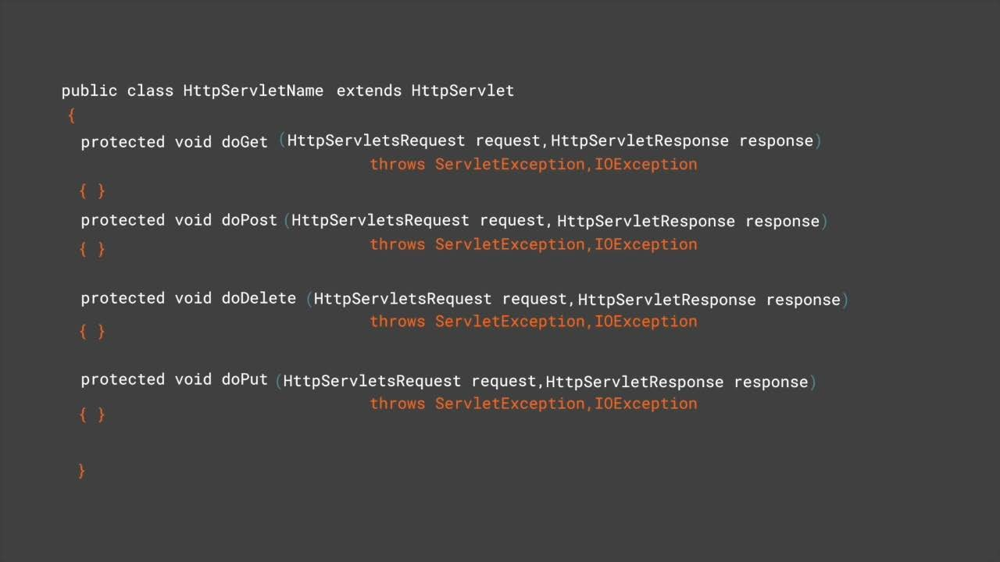 public class HttpServletName extends HttpServlet
{
protected void doGet (HttpServletsRequest request,HttpServletResponse response)
throws ServletException,IOException
{ }
protected void doPost (HttpServletsRequest request, HttpServletResponse response)
throws ServletException,IOException
{ }
protected void doDelete (HttpServletsRequest request,HttpServletResponse response)
throws ServletException,IOException
{ }
protected void doPut (HttpServletsRequest request,HttpServletResponse response)
throws ServletException,IOException
{ }
}